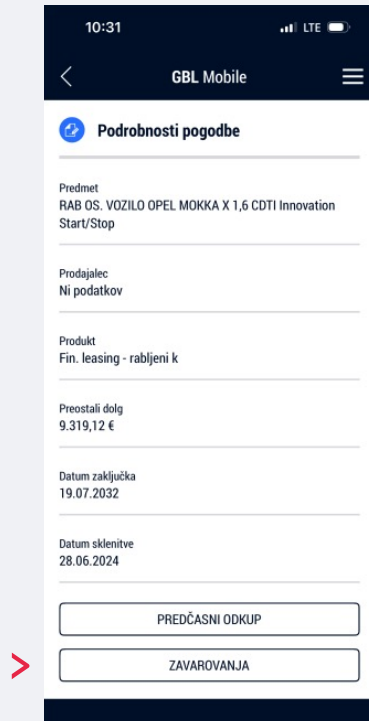 10:31 LTE
GBL Mobile
Podrobnosti pogodbe
Predmet
RAB OS. VOZILO OPEL MOKKA X 1,6 CDTI Innovation
Start/Stop
Prodajalec
Ni podatkov
Produkt
Fin. leasing - rabljeni k
Preostali dolg
9.319,12 €
Datum zaključka
19.07.2032
Datum sklenitve
28.06.2024
PREDČASNI ODKUP
ZAVAROVANJA